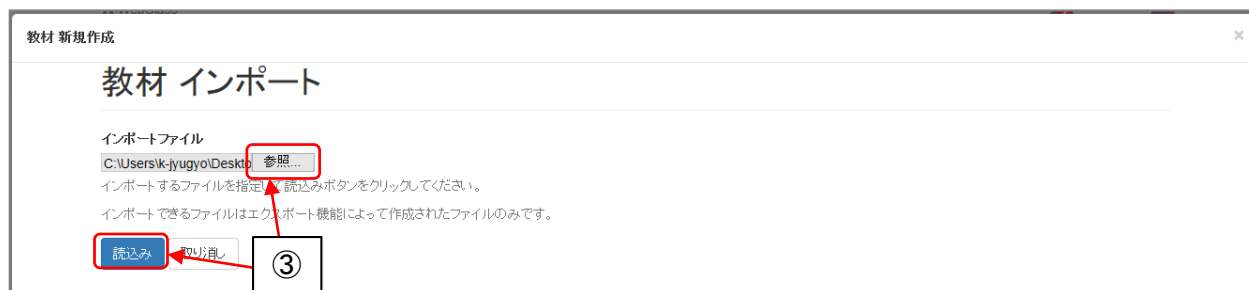 教材 新規作成
×
教材 インポート
インポートファイル
C:\Users\k-jyugyo\Deskto 参照...
インポートするファイルを指定して読込みボタンをクリックしてください。
インポートできるファイルはエクスポート機能によって作成されたファイルのみです。
読込み 取り消し
③